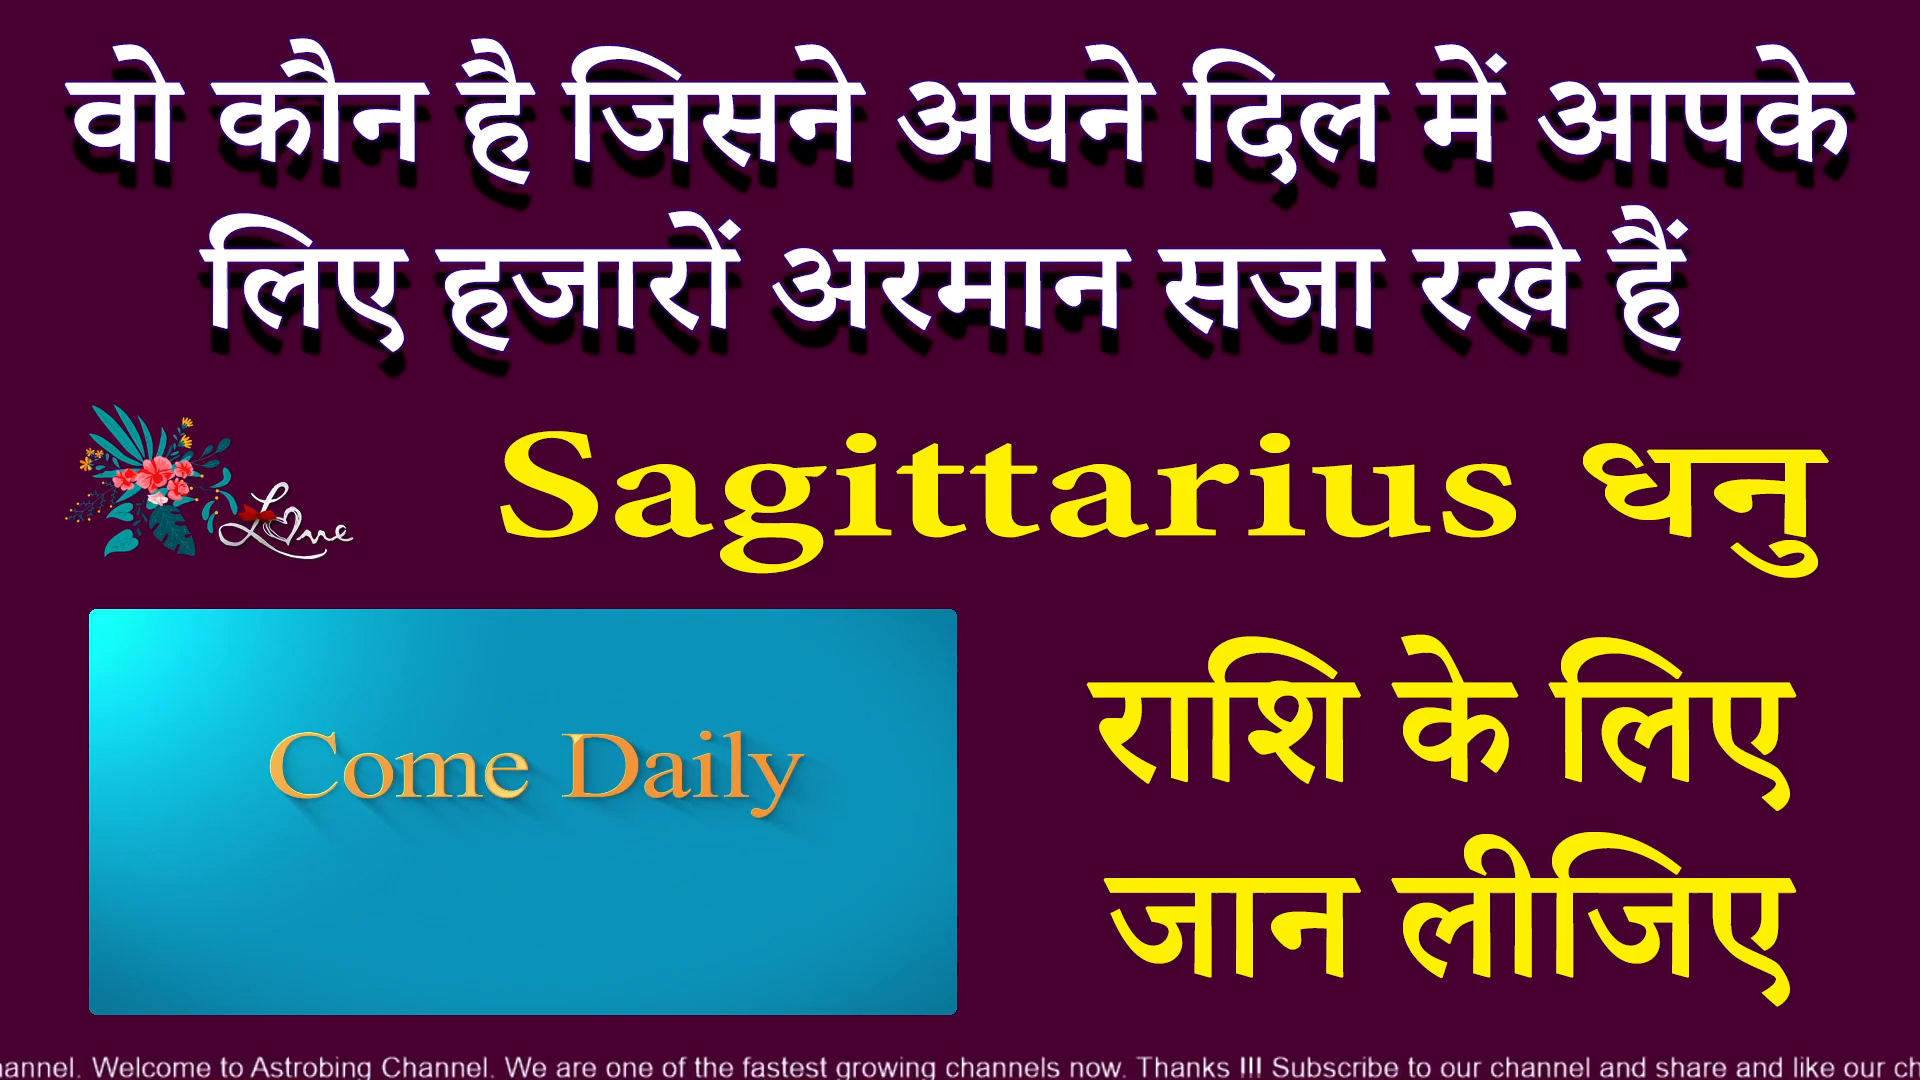 वो कौन है जिसने अपने दिल में आपके
लिए हजारों अरमान सजा रखे हैं
Love
Sagittarius धनु
राशि के लिए
जान लीजिए
Come Daily
annel. Welcome to Astrobing Channel. We are one of the fastest growing channels now. Thanks !!! Subscribe to our channel and share and like our ch